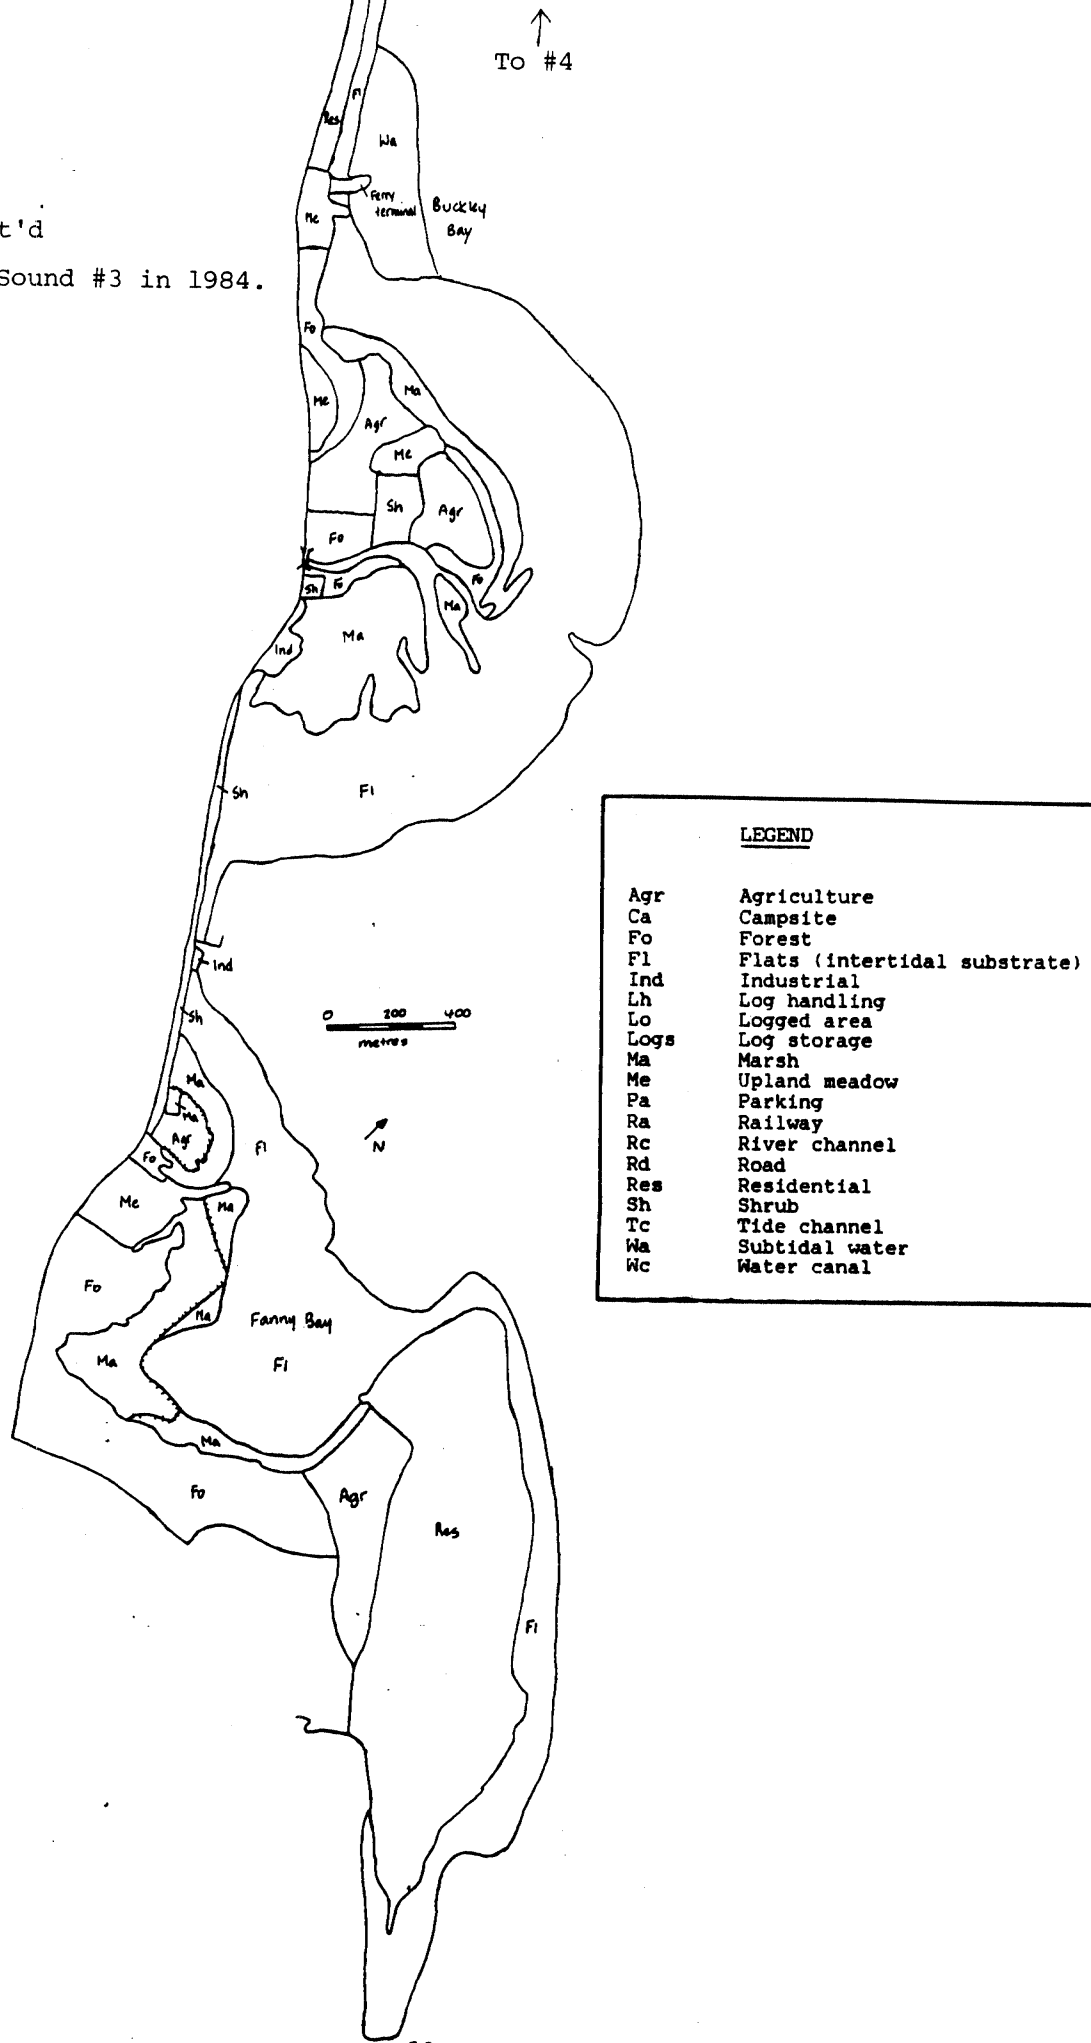 To #4
t'd
Sound #3 in 1984.
Fl
Res
Wa
Ferry
terminal
Buckley
Bay
Me
Fo
Me
Ma
Agr
Me
Sh
Agr
Fo
Fo
Sh
Fo
Ma
Ma
Ind
Sh
Fl
Ind
Sh
0 200 400
metres
N
Ma
Ma
Agr
Fl
Fo
Me
Ma
Fo
Ma
Fanny Bay
Ma
Fl
Ma
Fo
Agr
Res
Fl
LEGEND
Agr Agriculture
Ca Campsite
Fo Forest
Fl Flats (intertidal substrate)
Ind Industrial
Lh Log handling
Lo Logged area
Logs Log storage
Ma Marsh
Me Upland meadow
Pa Parking
Ra Railway
Rc River channel
Rd Road
Res Residential
Sh Shrub
Tc Tide channel
Wa Subtidal water
Wc Water canal